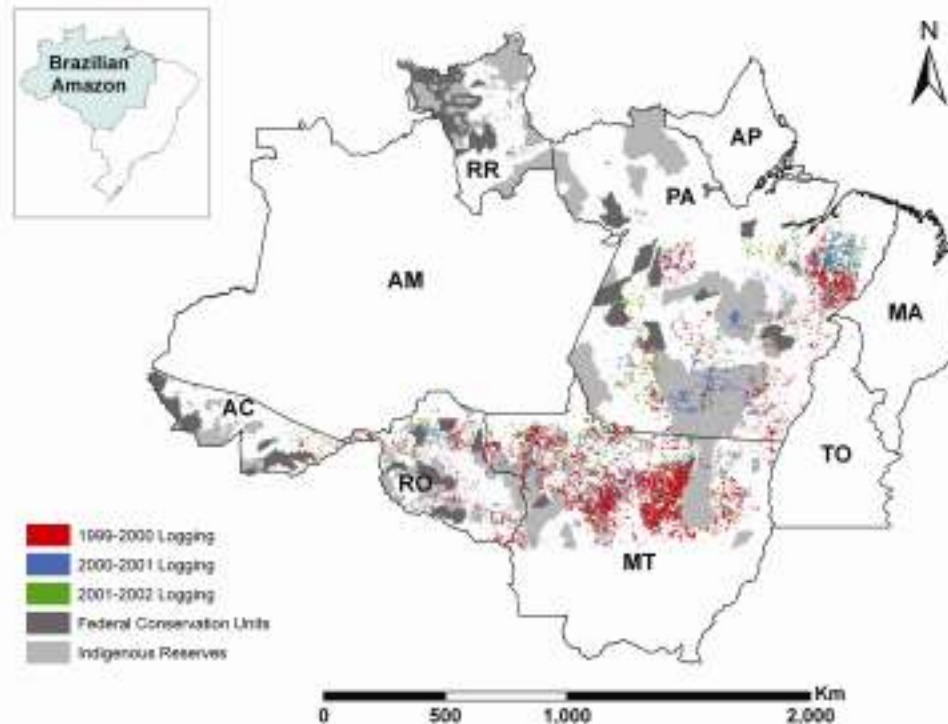 Brazilian
Amazon
N
AP
RR
PA
AM
MA
AC
TO
RO
MT
1999-2000 Logging
2000-2001 Logging
2001-2002 Logging
Federal Conservation Units
Indigenous Reserves
Km
0 500 1,000 2,000